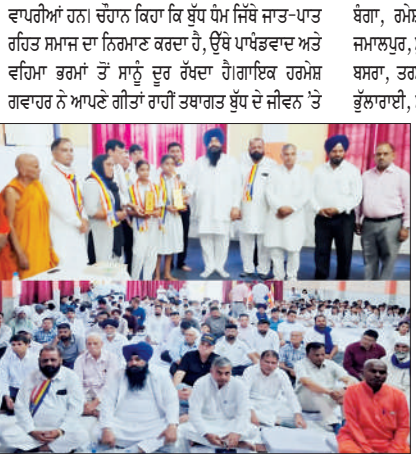 ਵਾਪਰੀਆਂ ਹਨ। ਚੌਹਾਨ ਕਿਹਾ ਕਿ ਬੁੱਧ ਧੰਮ ਜਿੱਥੇ ਜਾਤ-ਪਾਤ
ਰਹਿਤ ਸਮਾਜ ਦਾ ਨਿਰਮਾਣ ਕਰਦਾ ਹੈ, ਉੱਥੇ ਪਾਖੰਡਵਾਦ ਅਤੇ
ਵਹਿਮਾ ਭਰਮਾਂ ਤੋਂ ਸਾਨੂੰ ਦੂਰ ਰੱਖਦਾ ਹੈ।ਗਾਇਕ ਹਰਮੇਸ਼
ਗਵਾਹਰ ਨੇ ਆਪਣੇ ਗੀਤਾਂ ਰਾਹੀਂ ਤਥਾਗਤ ਬੁੱਧ ਦੇ ਜੀਵਨ ’ਤੇ
ਬੰਗਾ, ਰਮੇਸ਼
ਜਮਾਲਪੁਰ,
ਬਸਰਾ,
ਭੁੱਲਾਰਾਈ,